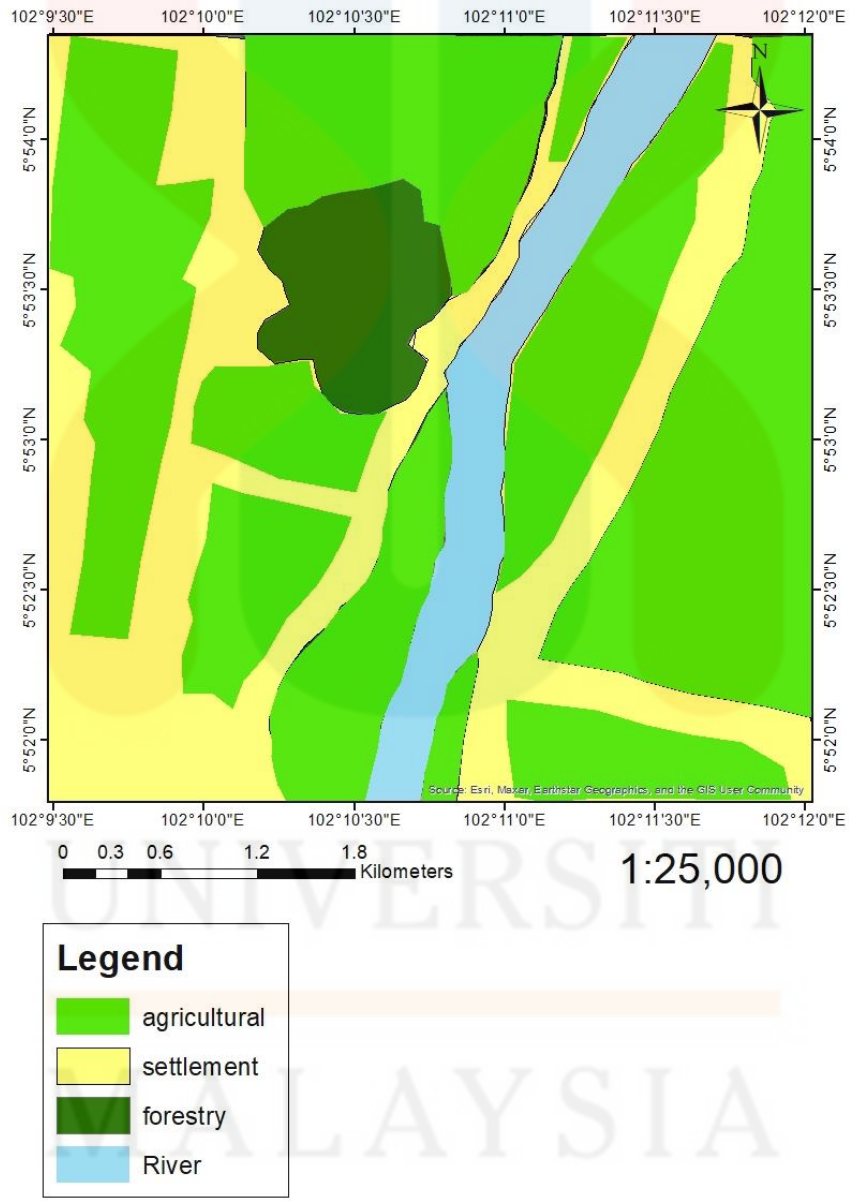 102°9'30"E 102°10'0"E 102°10'30"E 102°11'0"E 102°11'30"E 102°12'0"E
N
5°54'0"N 5°54'0"N
5°53'30"N 5°53'30"N
5°53'0"N 5°53'0"N
5°52'30"N 5°52'30"N
5°52'0"N 5°52'0"N
Source: Esri, Maxar, Earthstar Geographics, and the GIS User Community
102°9'30"E 102°10'0"E 102°10'30"E 102°11'0"E 102°11'30"E 102°12'0"E
0 0.3 0.6 1.2 1.8
Kilometers
1:25,000
UNIVERSITI
Legend
agricultural
settlement
forestry
River
MALAYSIA